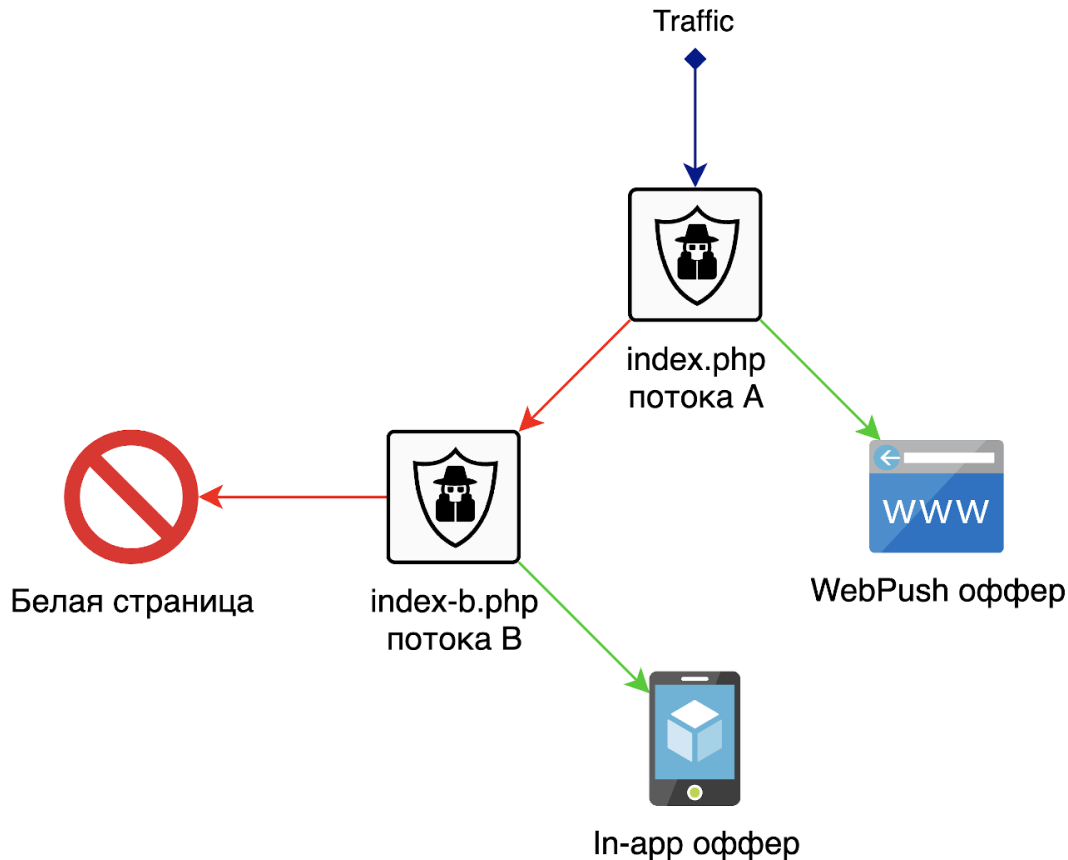 Traffic
index.php
потока A
www
WebPush оффер
Белая страница
index-b.php
потока B
In-app оффер